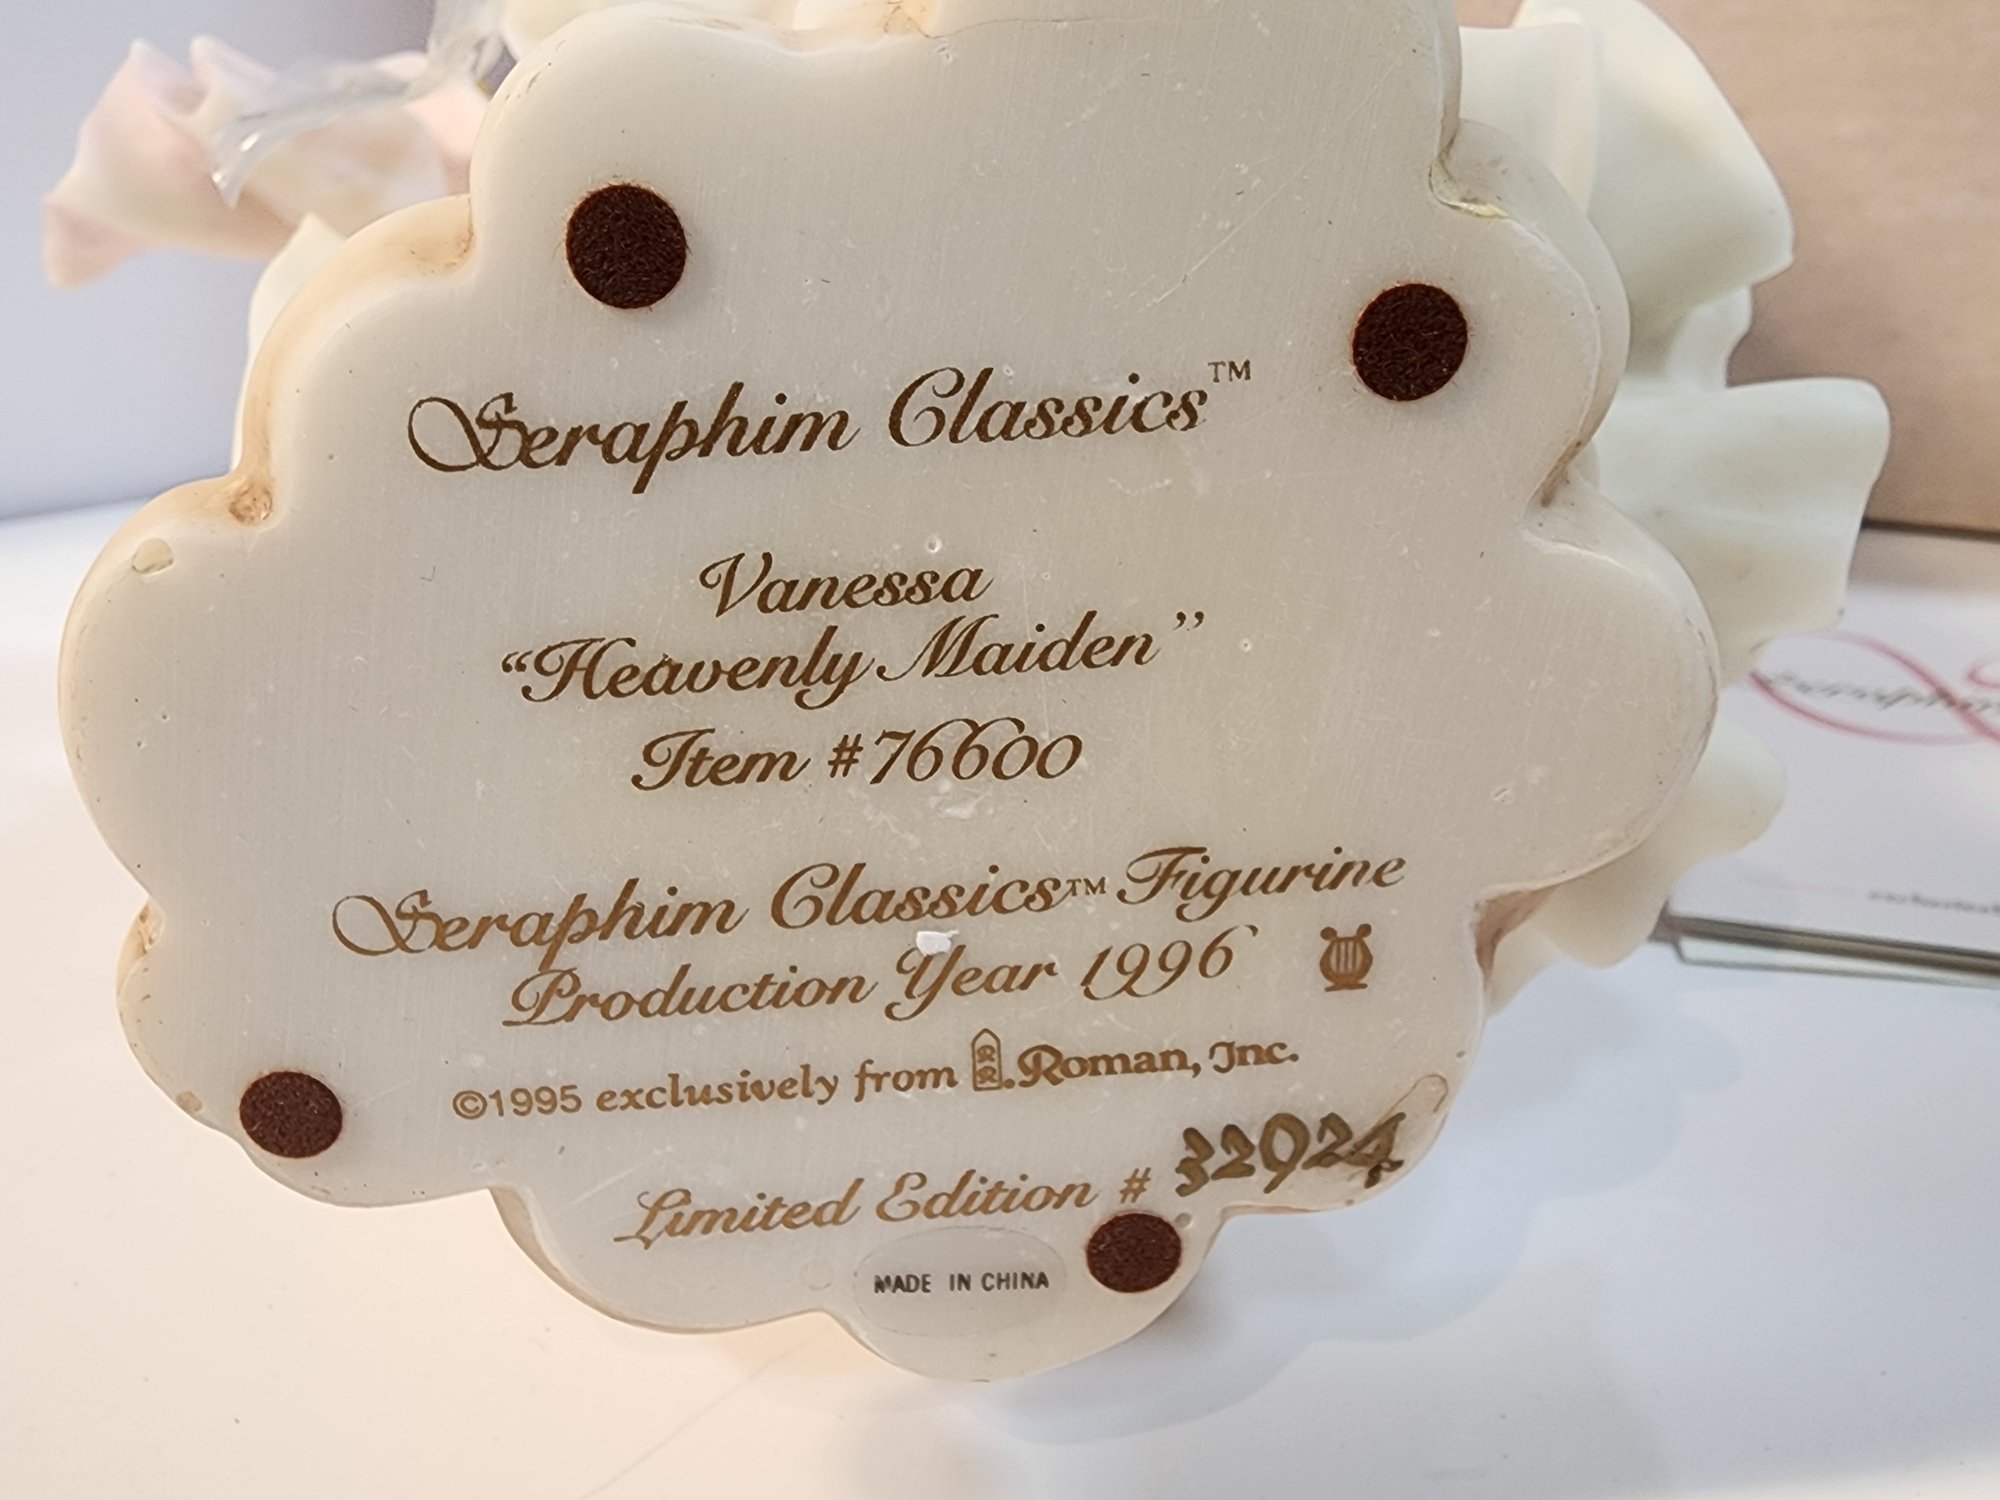 Seraphim Classics™
Vanessa
“Heavenly Maiden”
Item #76600
Seraphim Classics™ Figurine
Production Year 1996
©1995 exclusively from Roman, Inc.
Limited Edition # 32924
MADE IN CHINA